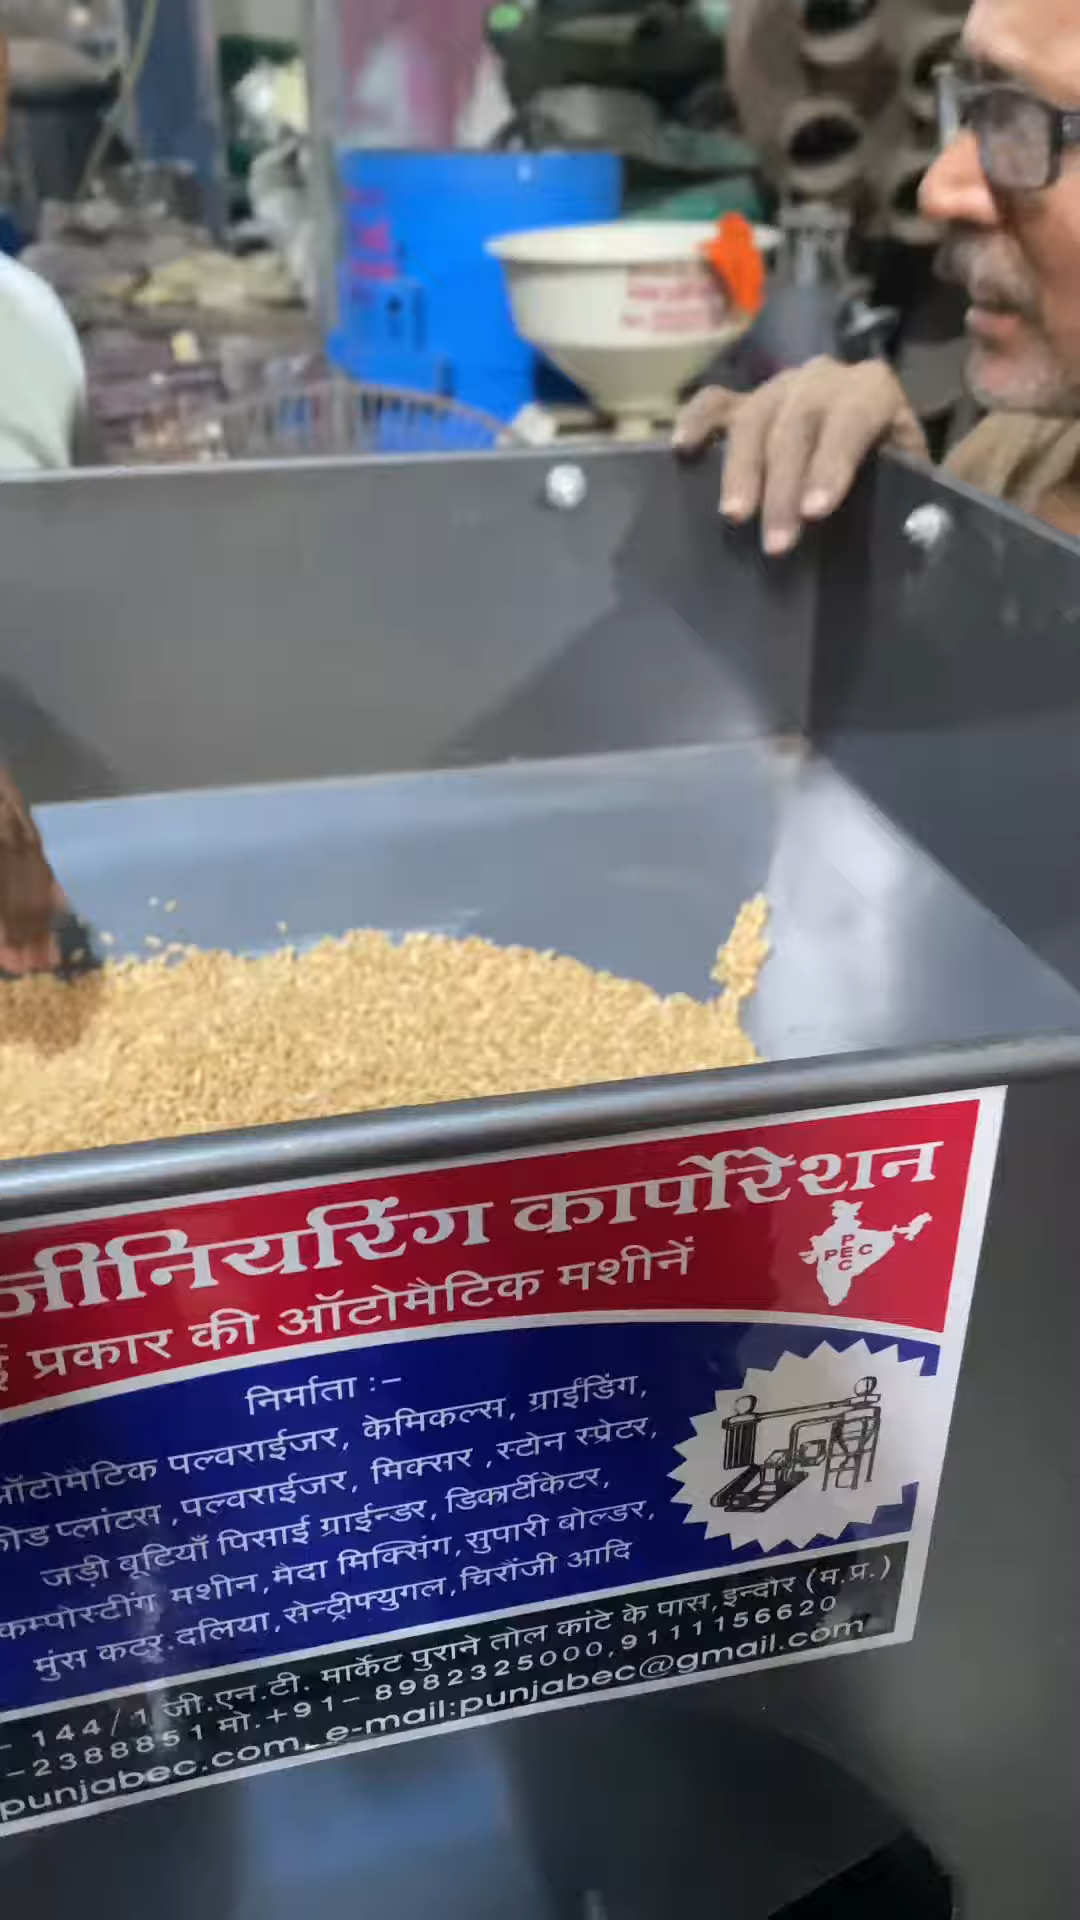 जीनियरिंग कार्पोरेशन
ई प्रकार की ऑटोमैटिक मशीनें
P
PEC
C
निर्माता :–
ऑटोमेटिक पल्वराईजर, केमिकल्स, ग्राईंडिंग,
प्लांटस ,पल्वराईजर, मिक्सर ,स्टोन स्प्रेटर,
जड़ी बूटियाँ पिसाई ग्राईन्डर, डिकार्टीकेटर,
कम्पोस्टींग मशीन,मैदा मिक्सिंग,सुपारी बोल्डर,
मुंस कटर,दलिया,सेन्ट्रीफ्युगल,चिरौंजी आदि
- 144/1 जी.एन.टी. मार्केट पुराने तोल कांटे के पास,इन्दौर (म.प्र.)
-2388851 मो.+91- 8982325000,9111156620
punjabec.com, e-mail:punjabec@gmail.com